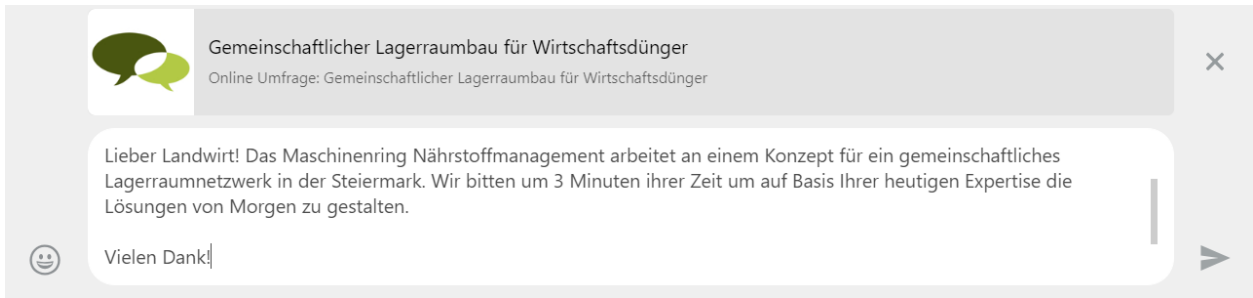 Gemeinschaftlicher Lagerraumbau für Wirtschaftsdünger
Online Umfrage: Gemeinschaftlicher Lagerraumbau für Wirtschaftsdünger
Lieber Landwirt! Das Maschinenring Nährstoffmanagement arbeitet an einem Konzept für ein gemeinschaftliches
Lagerraumnetzwerk in der Steiermark. Wir bitten um 3 Minuten ihrer Zeit um auf Basis Ihrer heutigen Expertise die
Lösungen von Morgen zu gestalten.
Vielen Dank!